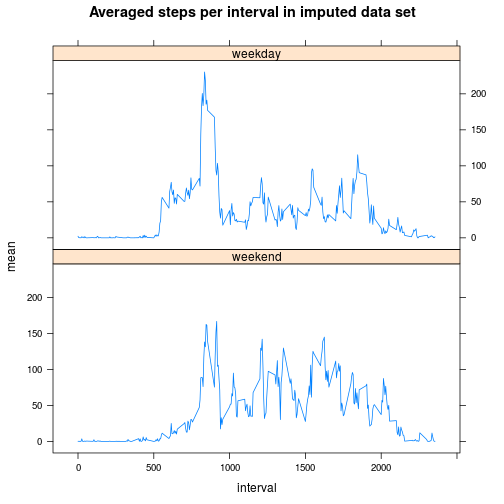 Averaged steps per interval in imputed data set
weekday
200
150
100
50
0
weekend
200
150
100
50
0
0 500 1000 1500 2000
mean
interval